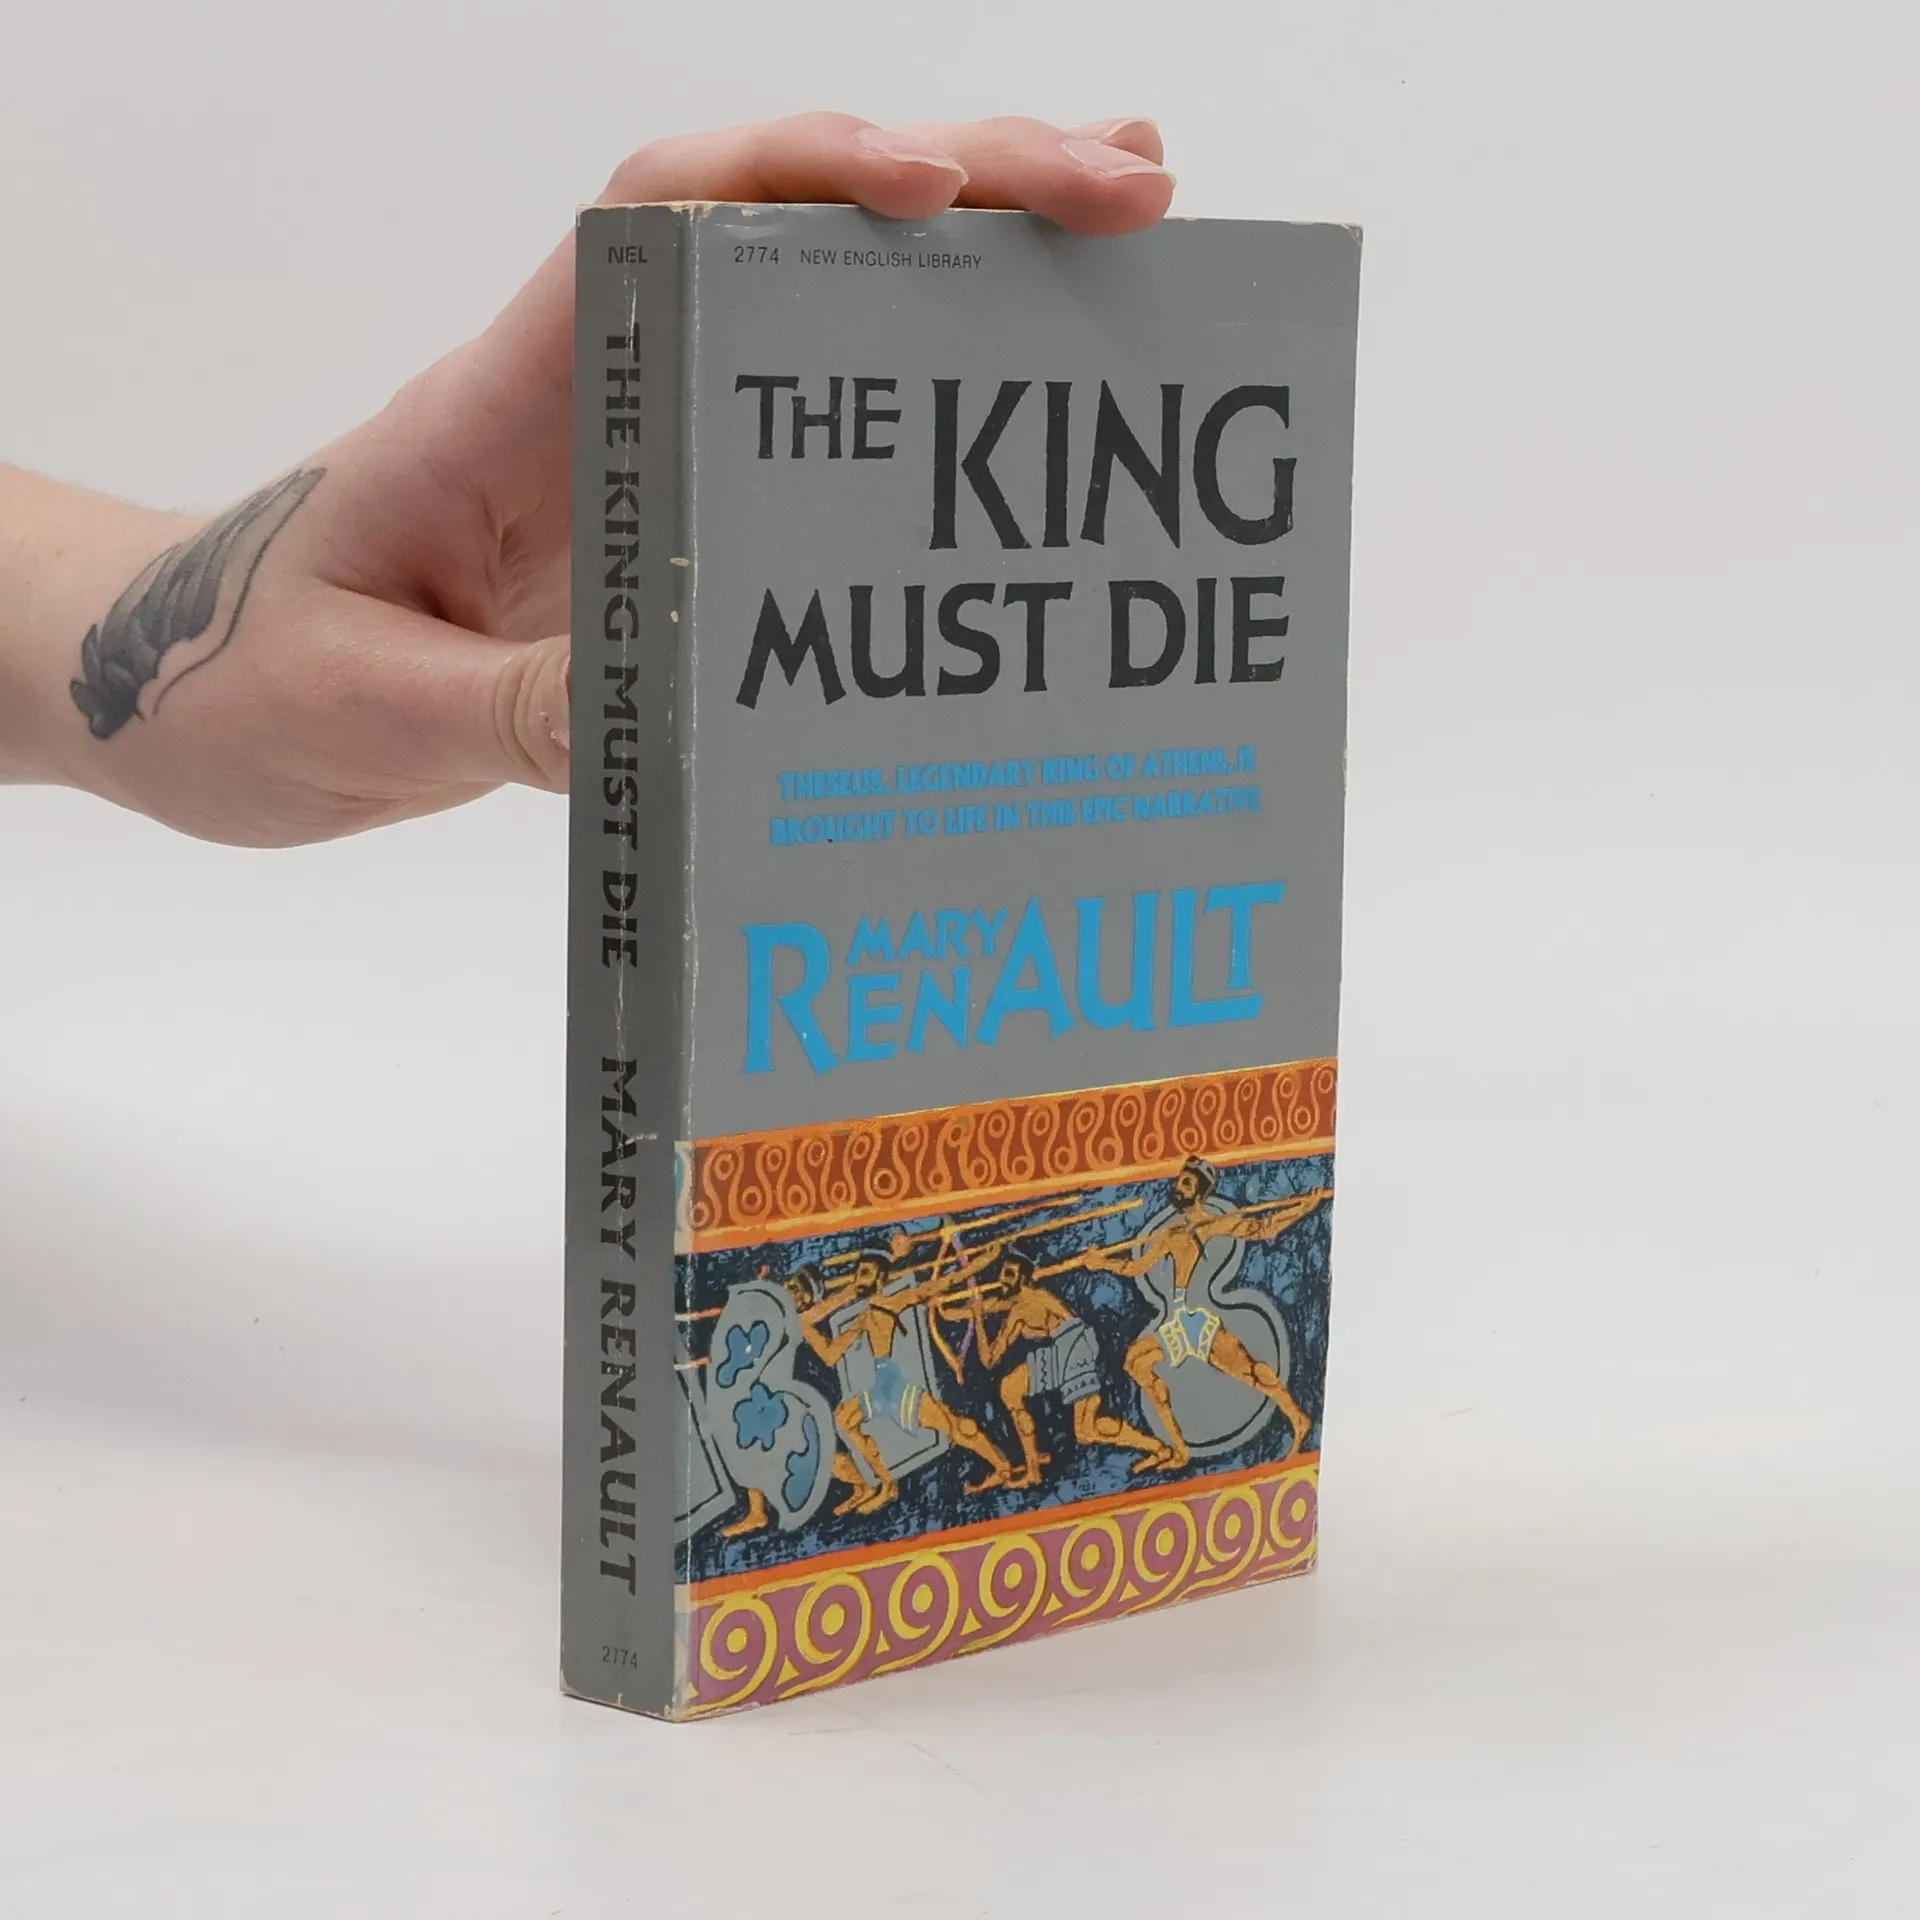 NEL
THE KING MUST DIE MARY RENAULT
2774
2774 NEW ENGLISH LIBRARY
THE KING
MUST DIE
THESEUS, LEGENDARY KING OF ATHENS, IS
BROUGHT TO LIFE IN THIS EPIC NARRATIVE
MARY
RENAULT